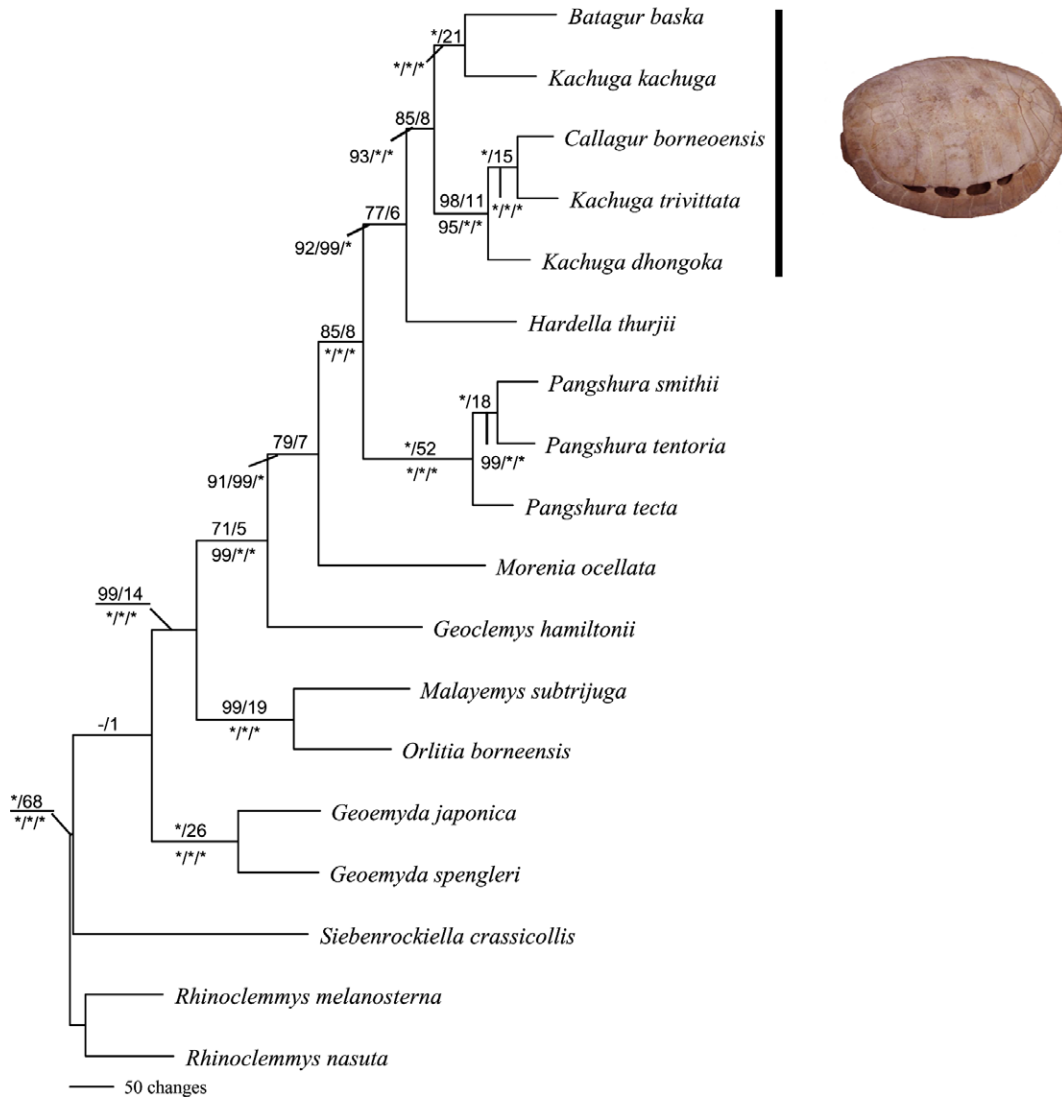 Batagur baska
*/21
*/*/*
Kachuga kachuga
85/8
93/*/*
Callagur borneoensis
*/15
*/*/*
Kachuga trivittata
98/11
95/*/*
77/6
92/99/*
Kachuga dhongoka
Hardella thurjii
85/8
*/*/*
Pangshura smithii
*/18
99/*/*
Pangshura tentoria
*/52
*/*/*
79/7
91/99/*
Pangshura tecta
71/5
99/*/*
Morenia ocellata
99/14
*/*/*
Geoclemys hamiltonii
Malayemys subtrijuga
99/19
*/*/*
-/1
Orlitia borneensis
*/68
*/*/*
Geoemyda japonica
*/26
*/*/*
Geoemyda spengleri
Siebenrockiella crassicollis
Rhinoclemmys melanosterna
Rhinoclemmys nasuta
50 changes